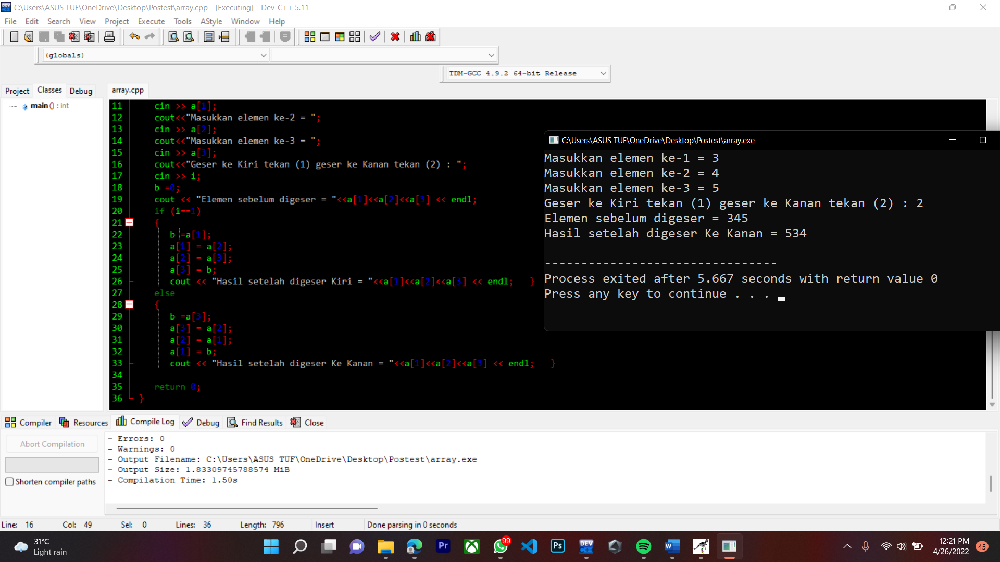 C:\Users\ASUS TUF\OneDrive\Desktop\Postest\array.cpp - [Executing] - Dev-C++ 5.11
File Edit Search View Project Execute Tools AStyle Window Help
(globals)
TDM-GCC 4.9.2 64-bit Release
Project Classes Debug
array.cpp
main () : int
11 cin >> a[1];
12 cout<<"Masukkan elemen ke-2 = ";
13 cin >> a[2];
14 cout<<"Masukkan elemen ke-3 = ";
15 cin >> a[3];
16 cout<<"Geser ke Kiri tekan (1) geser ke Kanan tekan (2) : ";
17 cin >> i;
18 b =0;
19 cout << "Elemen sebelum digeser = "<<a[1]<<a[2]<<a[3] << endl;
20 if (i==1)
21 {
22 b =a[1];
23 a[1] = a[2];
24 a[2] = a[3];
25 a[3] = b;
26 cout << "Hasil setelah digeser Kiri = "<<a[1]<<a[2]<<a[3] << endl; }
27 else
28 {
29 b =a[3];
30 a[3] = a[2];
31 a[2] = a[1];
32 a[1] = b;
33 cout << "Hasil setelah digeser Ke Kanan = "<<a[1]<<a[2]<<a[3] << endl; }
34
35 return 0;
36 }
C:\Users\ASUS TUF\OneDrive\Desktop\Postest\array.exe
Masukkan elemen ke-1 = 3
Masukkan elemen ke-2 = 4
Masukkan elemen ke-3 = 5
Geser ke Kiri tekan (1) geser ke Kanan tekan (2) : 2
Elemen sebelum digeser = 345
Hasil setelah digeser Ke Kanan = 534
--------------------------------
Process exited after 5.667 seconds with return value 0
Press any key to continue . . .
Compiler Resources Compile Log Debug Find Results Close
Abort Compilation
Shorten compiler paths
- Errors: 0
- Warnings: 0
- Output Filename: C:\Users\ASUS TUF\OneDrive\Desktop\Postest\array.exe
- Output Size: 1.83309745788574 MiB
- Compilation Time: 1.50s
Line: 16 Col: 49 Sel: 0 Lines: 36 Length: 796 Insert Done parsing in 0 seconds
31°C
Light rain
Pr
99
Ps
DEV
W
12:21 PM
4/26/2022
45